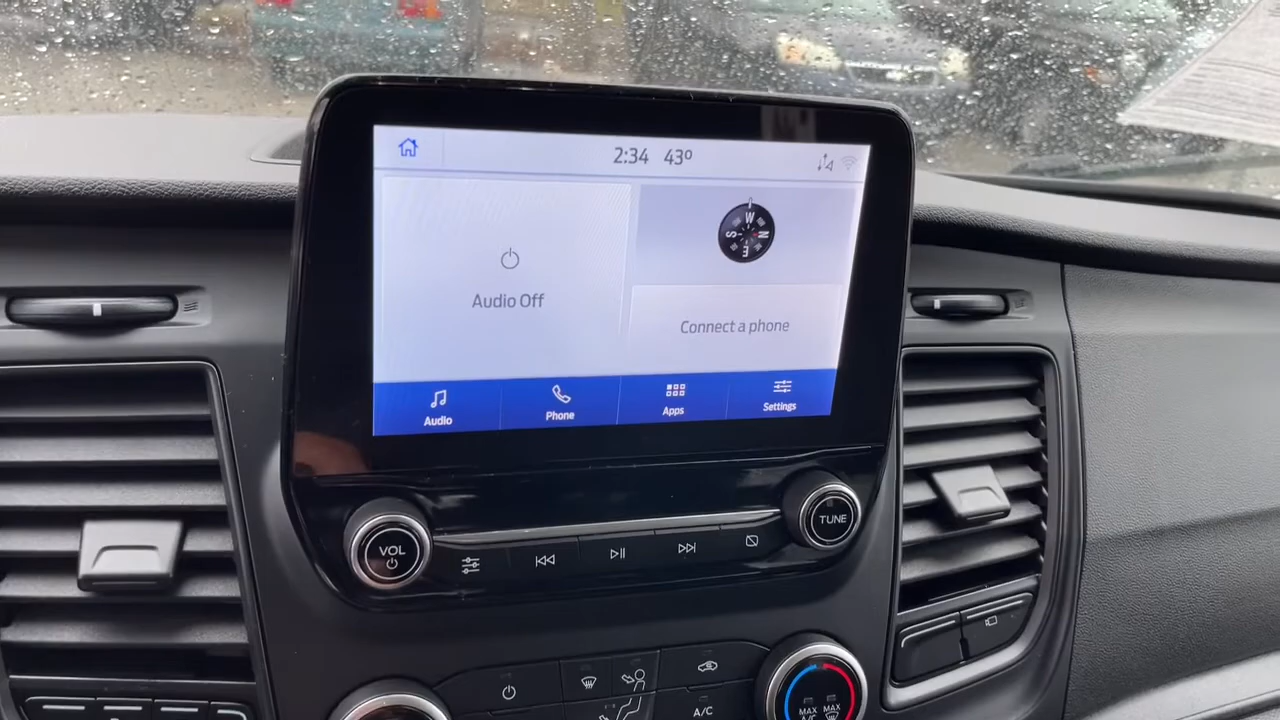 2:34 43°
W
S N
E
Audio Off
Connect a phone
Audio Phone Apps Settings
VOL
TUNE
A/C
MAX A/C MAX